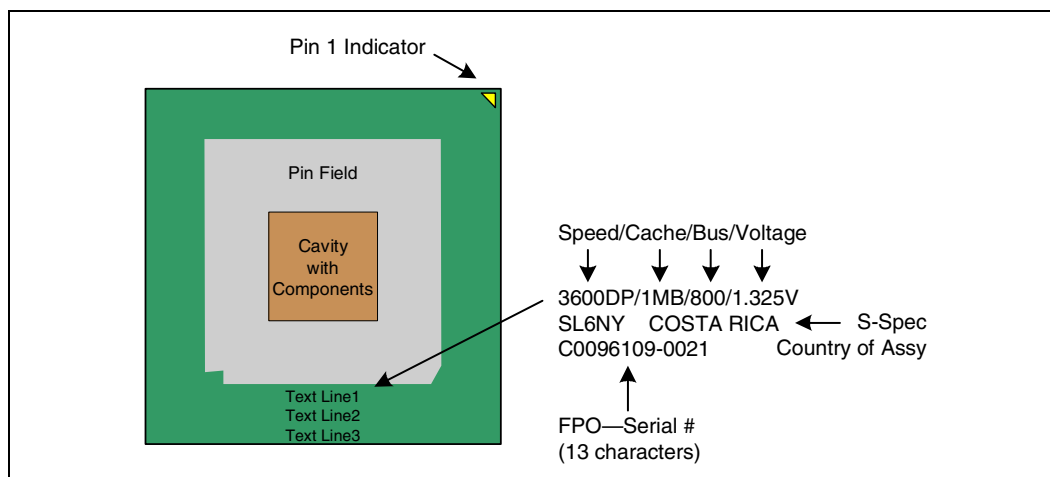 Pin 1 Indicator
Pin Field
Cavity
with
Components
Text Line1
Text Line2
Text Line3
Speed/Cache/Bus/Voltage
3600DP/1MB/800/1.325V
SL6NY COSTA RICA
C0096109-0021
S-Spec
Country of Assy
FPO—Serial #
(13 characters)